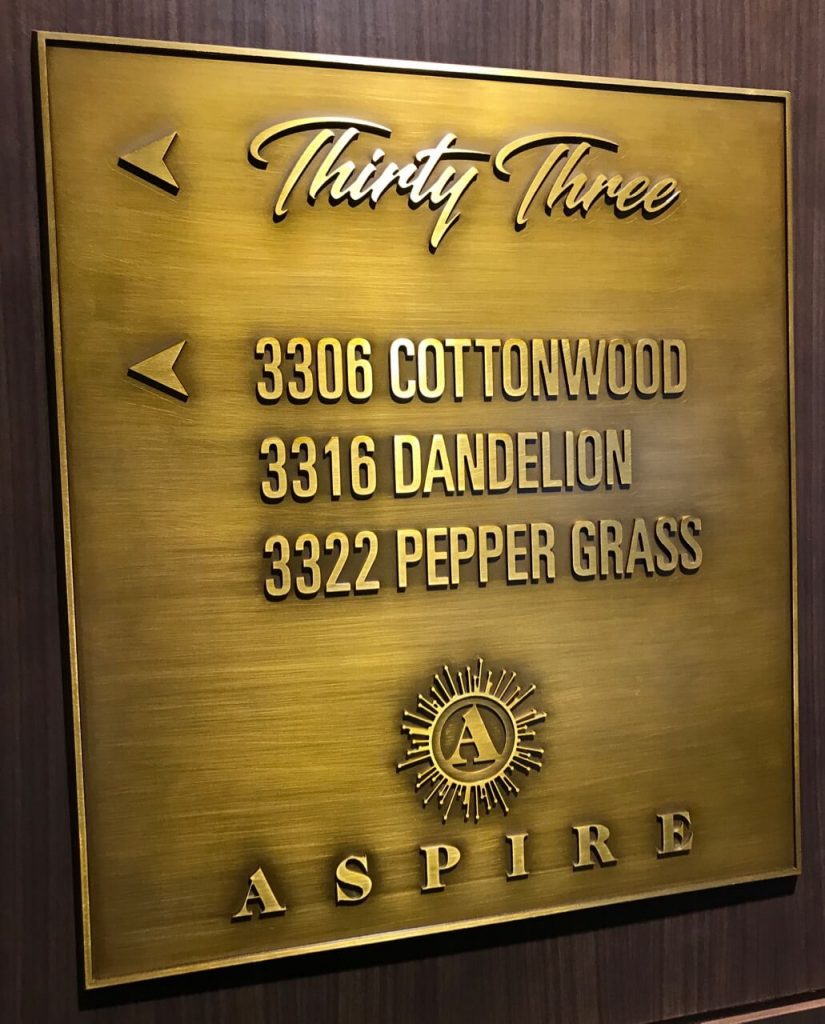 Thirty Three
3306 COTTONWOOD
3316 DANDELION
3322 PEPPER GRASS
A
ASPIRE